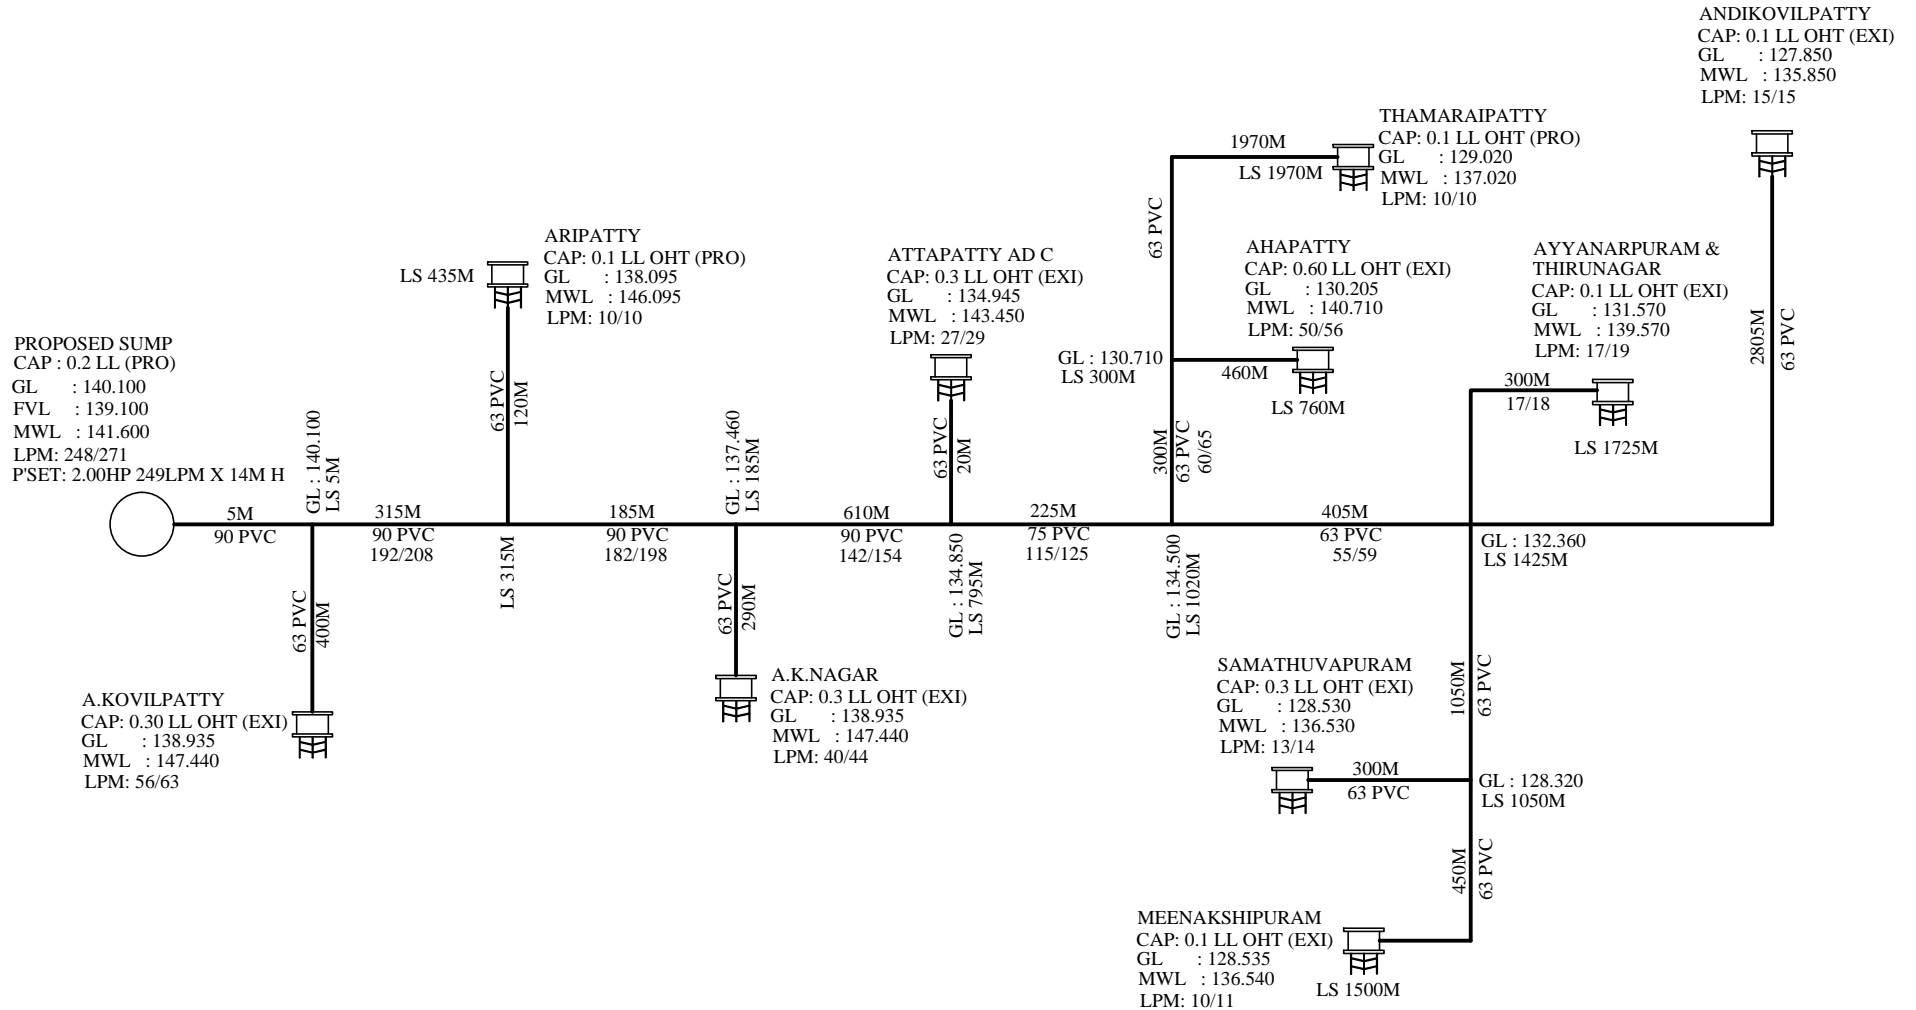 ANDIKOVILPATTY
CAP: 0.1 LL OHT (EXI)
GL : 127.850
MWL : 135.850
LPM: 15/15
THAMARAIPATTY
CAP: 0.1 LL OHT (PRO)
GL : 129.020
MWL : 137.020
LPM: 10/10
1970M
LS 1970M
63 PVC
ARIPATTY
CAP: 0.1 LL OHT (PRO)
GL : 138.095
MWL : 146.095
LPM: 10/10
LS 435M
63 PVC
120M
ATTAPATTY AD C
CAP: 0.3 LL OHT (EXI)
GL : 134.945
MWL : 143.450
LPM: 27/29
63 PVC
20M
AHAPATTY
CAP: 0.60 LL OHT (EXI)
GL : 130.205
MWL : 140.710
LPM: 50/56
GL : 130.710
LS 300M
460M
LS 760M
300M
63 PVC
60/65
AYYANARPURAM &
THIRUNAGAR
CAP: 0.1 LL OHT (EXI)
GL : 131.570
MWL : 139.570
LPM: 17/19
300M
17/18
LS 1725M
2805M
63 PVC
PROPOSED SUMP
CAP : 0.2 LL (PRO)
GL : 140.100
FVL : 139.100
MWL : 141.600
LPM: 248/271
P'SET: 2.00HP 249LPM X 14M H
5M
90 PVC
GL : 140.100
LS 5M
315M
90 PVC
192/208
LS 315M
185M
90 PVC
182/198
GL : 137.460
LS 185M
610M
90 PVC
142/154
GL : 134.850
LS 795M
225M
75 PVC
115/125
GL : 134.500
LS 1020M
405M
63 PVC
55/59
GL : 132.360
LS 1425M
63 PVC
400M
A.KOVILPATTY
CAP: 0.30 LL OHT (EXI)
GL : 138.935
MWL : 147.440
LPM: 56/63
63 PVC
290M
A.K.NAGAR
CAP: 0.3 LL OHT (EXI)
GL : 138.935
MWL : 147.440
LPM: 40/44
SAMATHUVAPURAM
CAP: 0.3 LL OHT (EXI)
GL : 128.530
MWL : 136.530
LPM: 13/14
300M
63 PVC
1050M
63 PVC
GL : 128.320
LS 1050M
450M
63 PVC
MEENAKSHIPURAM
CAP: 0.1 LL OHT (EXI)
GL : 128.535
MWL : 136.540
LPM: 10/11
LS 1500M